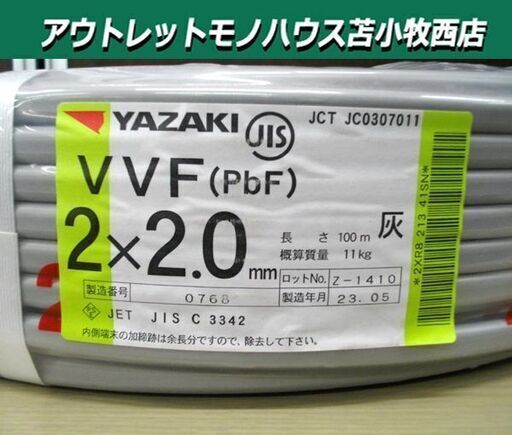 アウトレットモノハウス苫小牧西店
YAZAKI JIS
JCT JC0307011
VVF(PbF)
2×2.0mm
灰
長さ 100m
概算質量 11kg
ロットNo. Z-1410
製造番号 0768
製造年月 23.05
JET JIS C 3342
内側端末の加締跡は余長分ですので、除去して下さい。
*2XR8 213 41SN*